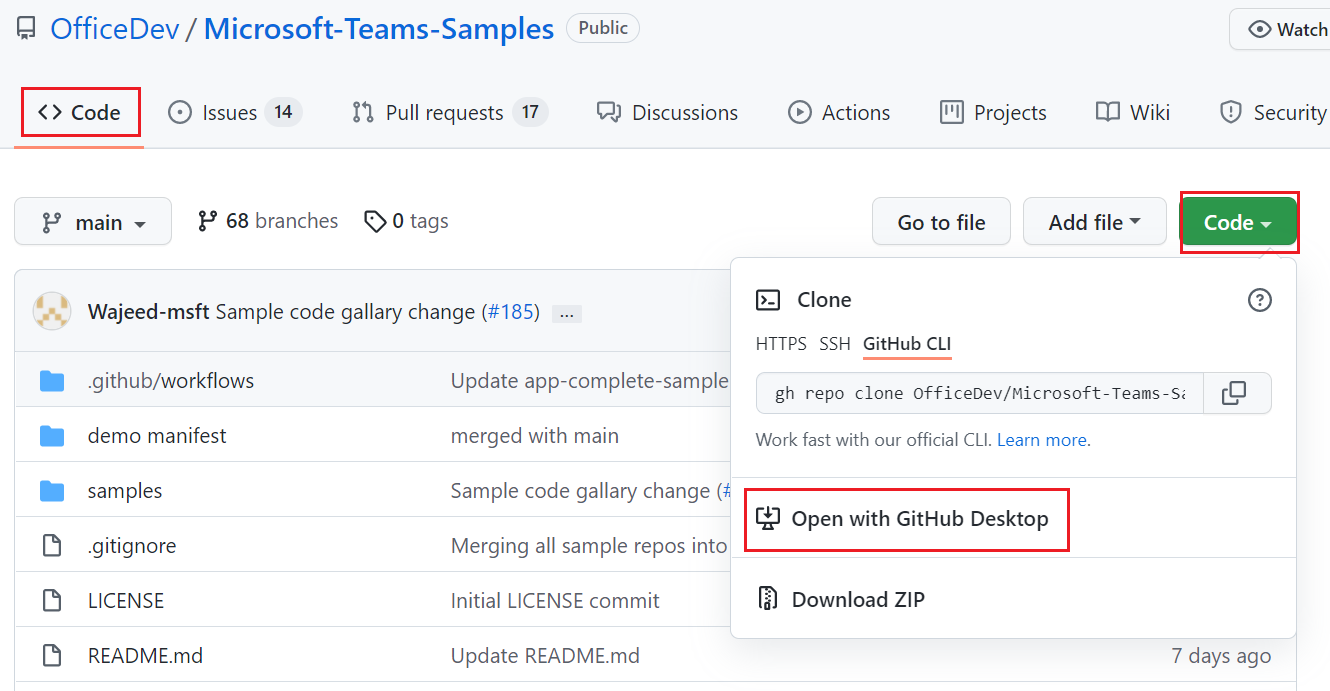 OfficeDev / Microsoft-Teams-Samples Public Watch
Code Issues 14 Pull requests 17 Discussions Actions Projects Wiki Security
main 68 branches 0 tags Go to file Add file Code
Wajeed-msft Sample code gallary change (#185) ...
.github/workflows Update app-complete-sample
demo manifest merged with main
samples Sample code gallary change (#
.gitignore Merging all sample repos into
LICENSE Initial LICENSE commit
README.md Update README.md 7 days ago
Clone
HTTPS SSH GitHub CLI
gh repo clone OfficeDev/Microsoft-Teams-Sa
Work fast with our official CLI. Learn more.
Open with GitHub Desktop
Download ZIP